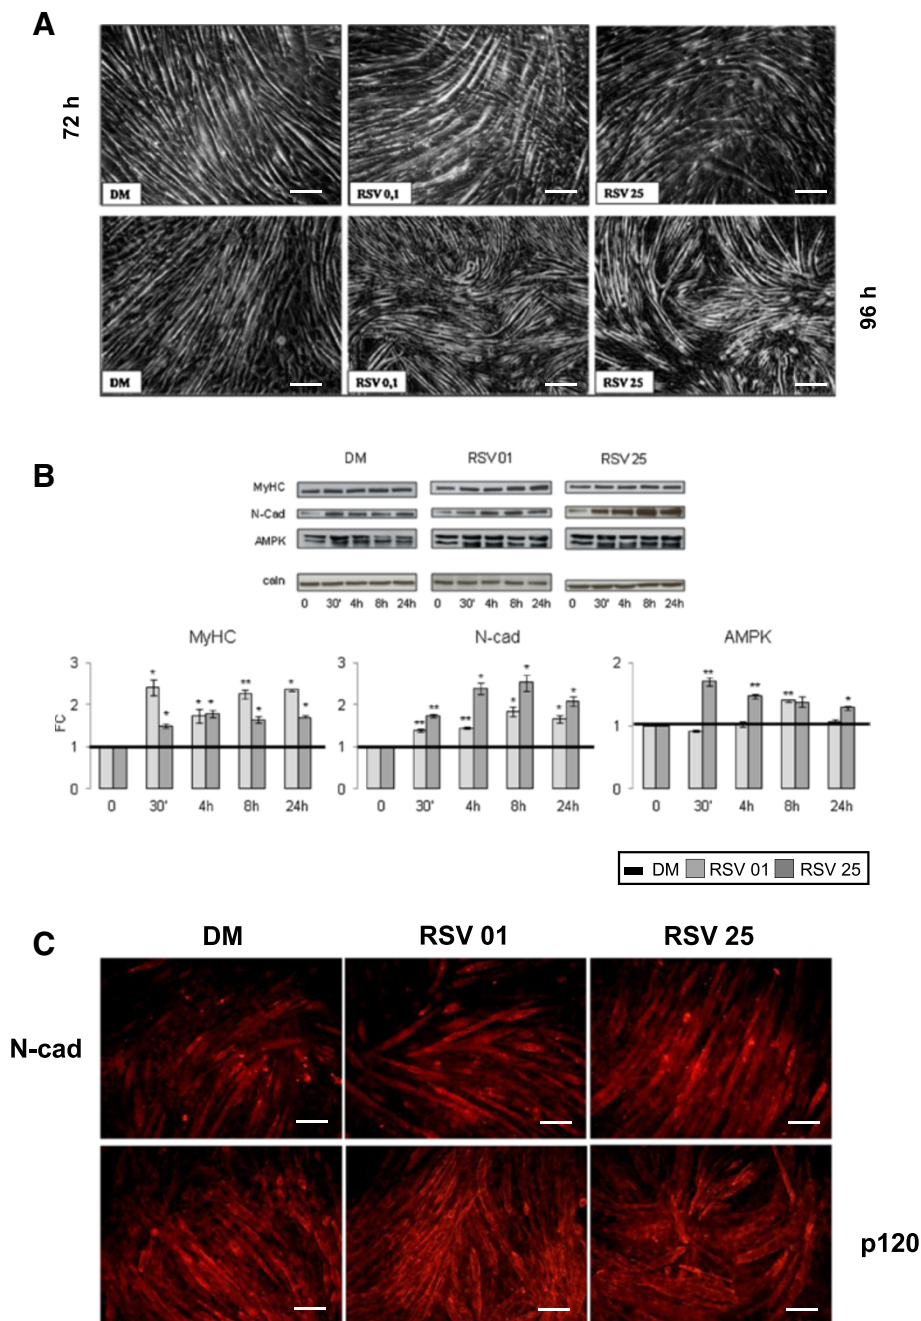 A
72 h
DM
RSV 0,1
RSV 25
96 h
DM
RSV 0,1
RSV 25
B
DM RSV 01 RSV 25
MyHC
N-Cad
AMPK
caln
0 30' 4h 8h 24h 0 30' 4h 8h 24h 0 30' 4h 8h 24h
MyHC N-cad AMPK
FC
3
2
1
0
* * * * ** * * *
0 30' 4h 8h 24h
3
2
1
0
** ** ** * * * * *
0 30' 4h 8h 24h
2
1
0
** ** ** *
0 30' 4h 8h 24h
DM RSV 01 RSV 25
C
DM RSV 01 RSV 25
N-cad
p120